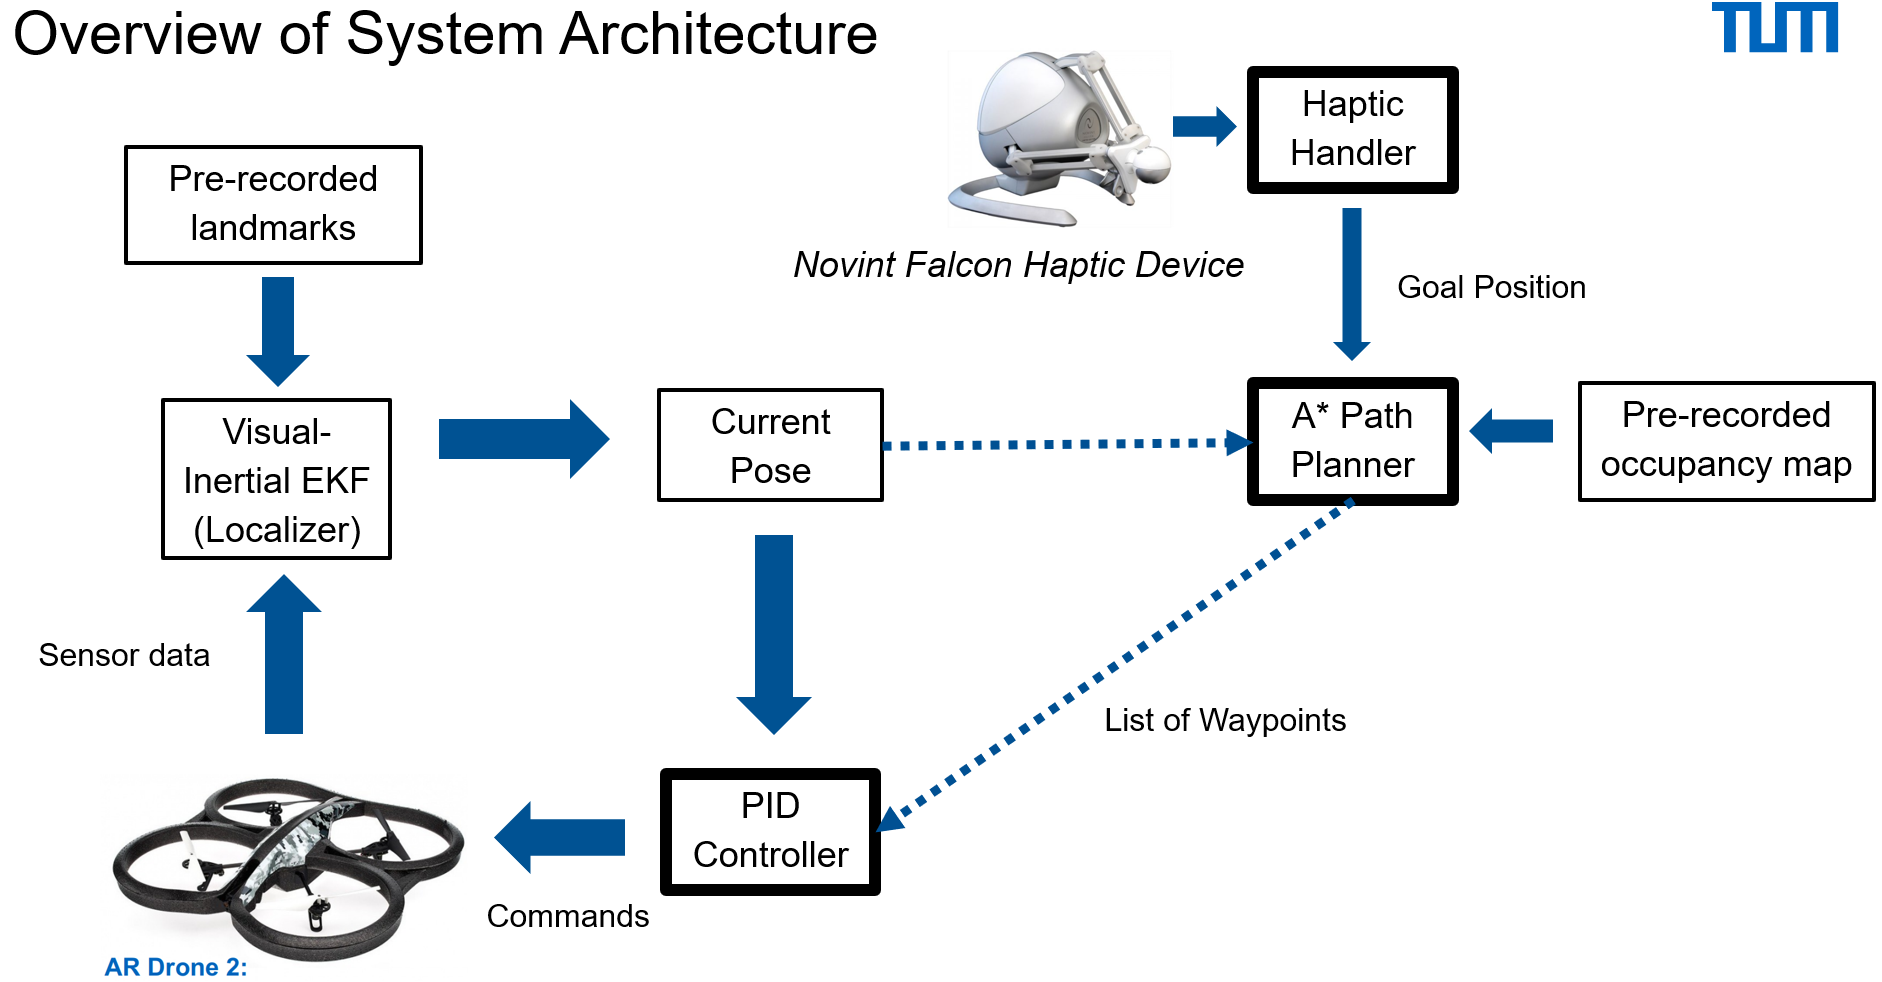 Overview of System Architecture
TUM
Haptic
Handler
Pre-recorded
landmarks
Novint Falcon Haptic Device
Goal Position
Visual-
Inertial EKF
(Localizer)
Current
Pose
A* Path
Planner
Pre-recorded
occupancy map
Sensor data
List of Waypoints
PID
Controller
Commands
AR Drone 2: